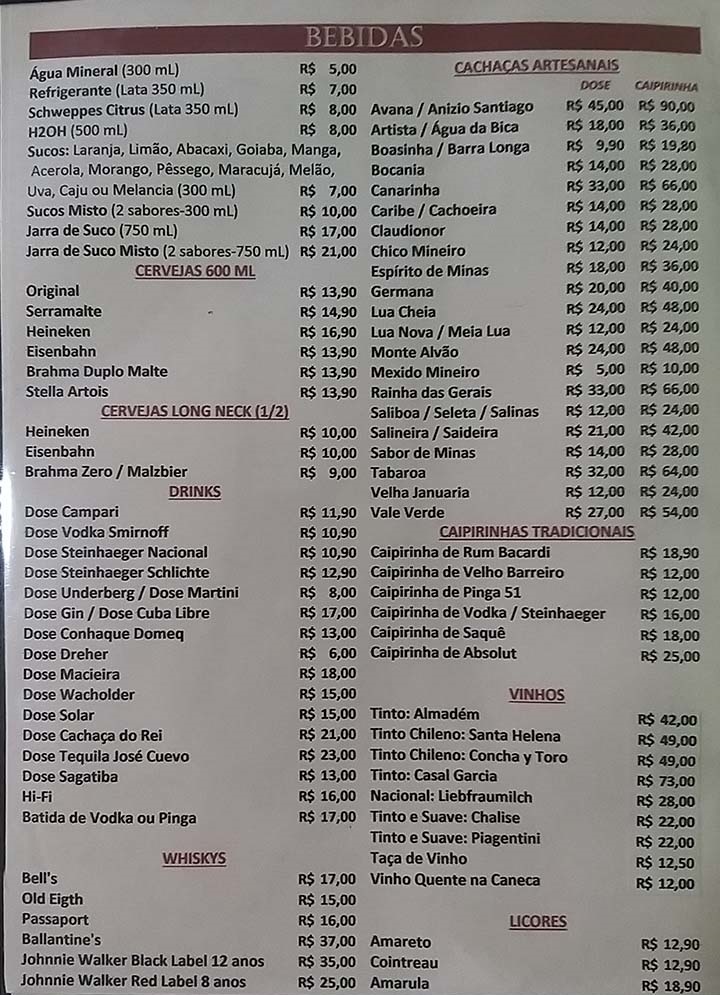 BEBIDAS
Água Mineral (300 mL) R$ 5,00
Refrigerante (Lata 350 mL) R$ 7,00
Schweppes Citrus (Lata 350 mL) R$ 8,00
H2OH (500 mL) R$ 8,00
Sucos: Laranja, Limão, Abacaxi, Goiaba, Manga,
Acerola, Morango, Pêssego, Maracujá, Melão,
Uva, Caju ou Melancia (300 mL) R$ 7,00
Sucos Misto (2 sabores-300 mL) R$ 10,00
Jarra de Suco (750 mL) R$ 17,00
Jarra de Suco Misto (2 sabores-750 mL) R$ 21,00
CERVEJAS 600 ML
Original R$ 13,90
Serramalte R$ 14,90
Heineken R$ 16,90
Eisenbahn R$ 13,90
Brahma Duplo Malte R$ 13,90
Stella Artois R$ 13,90
CERVEJAS LONG NECK (1/2)
Heineken R$ 10,00
Eisenbahn R$ 10,00
Brahma Zero / Malzbier R$ 9,00
DRINKS
Dose Campari R$ 11,90
Dose Vodka Smirnoff R$ 10,90
Dose Steinhaeger Nacional R$ 10,90
Dose Steinhaeger Schlichte R$ 12,90
Dose Underberg / Dose Martini R$ 8,00
Dose Gin / Dose Cuba Libre R$ 17,00
Dose Conhaque Domeq R$ 13,00
Dose Dreher R$ 6,00
Dose Macieira R$ 18,00
Dose Wacholder R$ 15,00
Dose Solar R$ 15,00
Dose Cachaça do Rei R$ 21,00
Dose Tequila José Cuevo R$ 23,00
Dose Sagatiba R$ 13,00
Hi-Fi R$ 16,00
Batida de Vodka ou Pinga R$ 17,00
WHISKYS
Bell's R$ 17,00
Old Eigth R$ 15,00
Passaport R$ 16,00
Ballantine's R$ 37,00
Johnnie Walker Black Label 12 anos R$ 35,00
Johnnie Walker Red Label 8 anos R$ 25,00
CACHAÇAS ARTESANAIS
DOSE CAIPIRINHA
Avana / Anizio Santiago R$ 45,00 R$ 90,00
Artista / Água da Bica R$ 18,00 R$ 36,00
Boasinha / Barra Longa R$ 9,90 R$ 19,80
Bocania R$ 14,00 R$ 28,00
Canarinha R$ 33,00 R$ 66,00
Caribe / Cachoeira R$ 14,00 R$ 28,00
Claudionor R$ 14,00 R$ 28,00
Chico Mineiro R$ 12,00 R$ 24,00
Espírito de Minas R$ 18,00 R$ 36,00
Germana R$ 20,00 R$ 40,00
Lua Cheia R$ 24,00 R$ 48,00
Lua Nova / Meia Lua R$ 12,00 R$ 24,00
Monte Alvão R$ 24,00 R$ 48,00
Mexido Mineiro R$ 5,00 R$ 10,00
Rainha das Gerais R$ 33,00 R$ 66,00
Saliboa / Seleta / Salinas R$ 12,00 R$ 24,00
Salineira / Saideira R$ 21,00 R$ 42,00
Sabor de Minas R$ 14,00 R$ 28,00
Tabaroa R$ 32,00 R$ 64,00
Velha Januaria R$ 12,00 R$ 24,00
Vale Verde R$ 27,00 R$ 54,00
CAIPIRINHAS TRADICIONAIS
Caipirinha de Rum Bacardi R$ 18,90
Caipirinha de Velho Barreiro R$ 12,00
Caipirinha de Pinga 51 R$ 12,00
Caipirinha de Vodka / Steinhaeger R$ 16,00
Caipirinha de Saquê R$ 18,00
Caipirinha de Absolut R$ 25,00
VINHOS
Tinto: Almadém R$ 42,00
Tinto Chileno: Santa Helena R$ 49,00
Tinto Chileno: Concha y Toro R$ 49,00
Tinto: Casal Garcia R$ 73,00
Nacional: Liebfraumilch R$ 28,00
Tinto e Suave: Chalise R$ 22,00
Tinto e Suave: Piagentini R$ 22,00
Taça de Vinho R$ 12,50
Vinho Quente na Caneca R$ 12,00
LICORES
Amareto R$ 12,90
Cointreau R$ 12,90
Amarula R$ 18,90